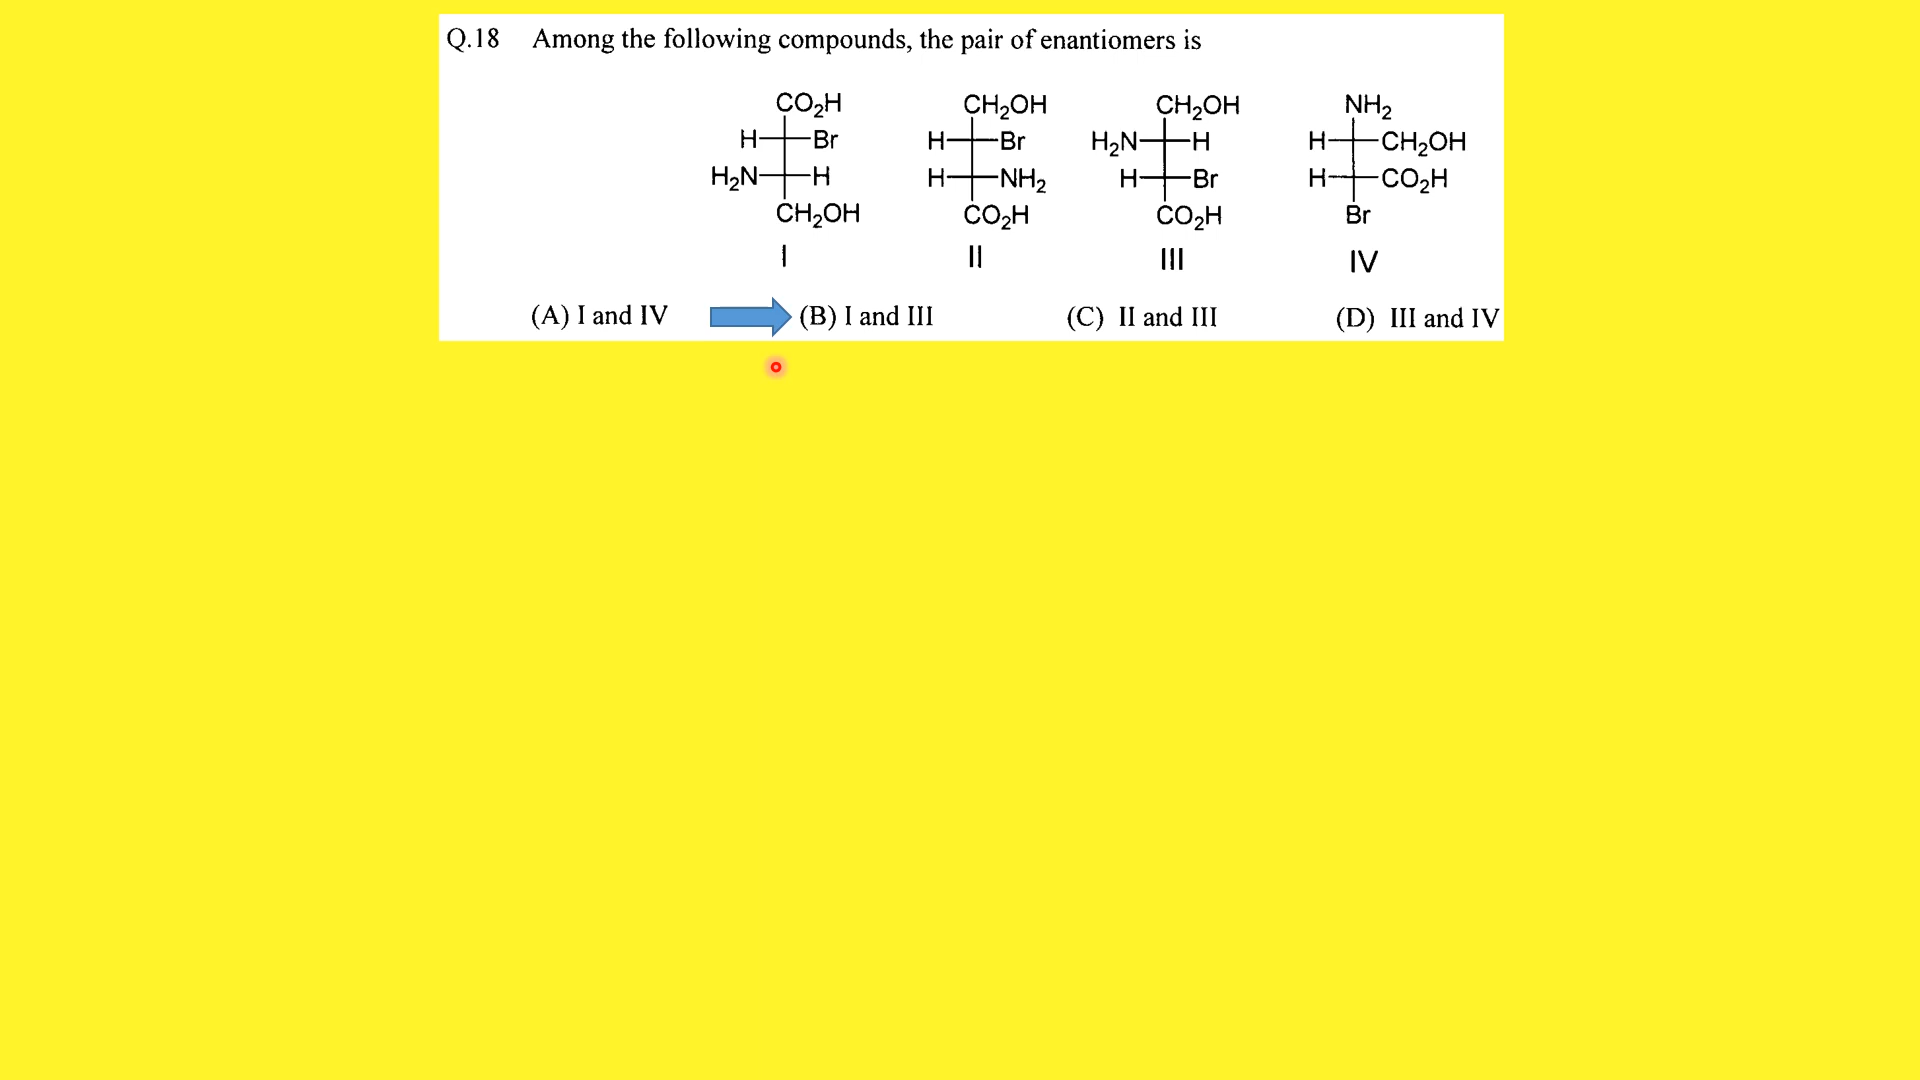 Q.18 Among the following compounds, the pair of enantiomers is
CO₂H CH₂OH CH₂OH NH₂
H Br H Br H₂N H H CH₂OH
H₂N H H NH₂ H Br H CO₂H
CH₂OH CO₂H CO₂H Br
I II III IV
(A) I and IV (B) I and III (C) II and III (D) III and IV